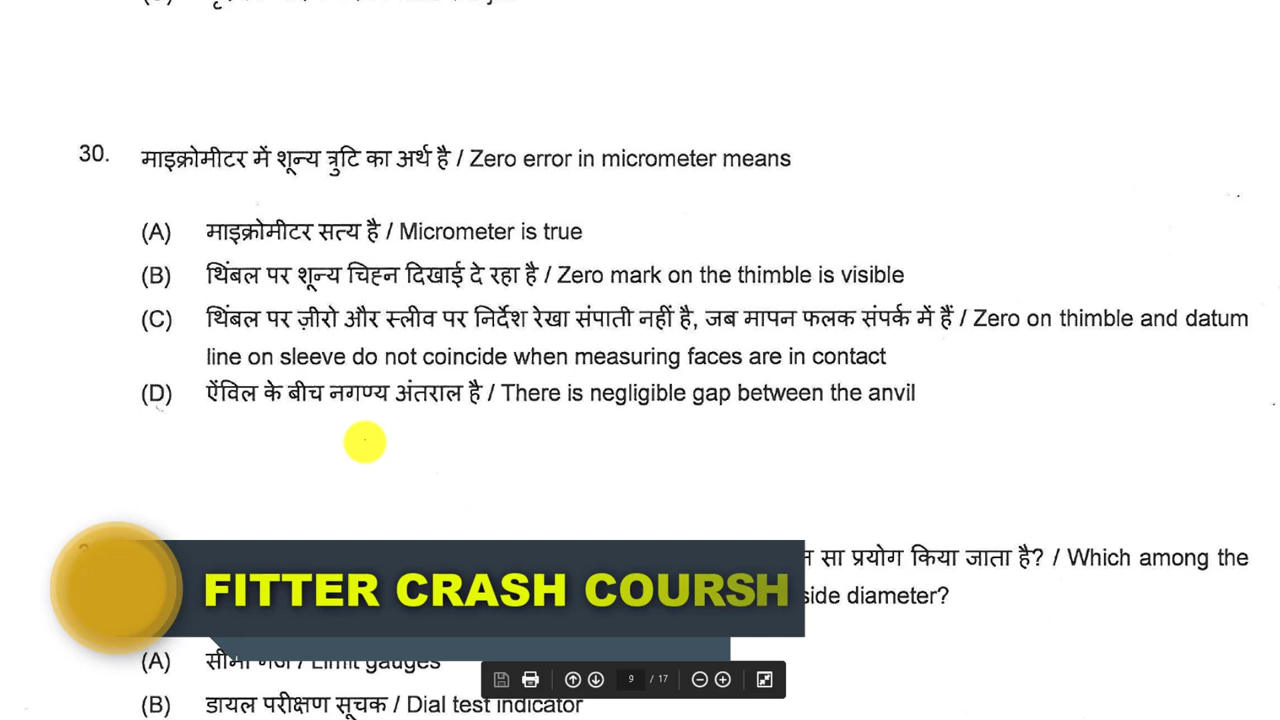 30. माइक्रोमीटर में शून्य त्रुटि का अर्थ है / Zero error in micrometer means
(A) माइक्रोमीटर सत्य है / Micrometer is true
(B) थिंबल पर शून्य चिह्न दिखाई दे रहा है / Zero mark on the thimble is visible
(C) थिंबल पर ज़ीरो और स्लीव पर निर्देश रेखा संपाती नहीं है, जब मापन फलक संपर्क में हैं / Zero on thimble and datum
line on sleeve do not coincide when measuring faces are in contact
(D) ऐंविल के बीच नगण्य अंतराल है / There is negligible gap between the anvil
सा प्रयोग किया जाता है? / Which among the
FITTER CRASH COURSH
diameter?
(A) सीमा गेज / Limit gauges
9 / 17
(B) डायल परीक्षण सूचक / Dial test indicator